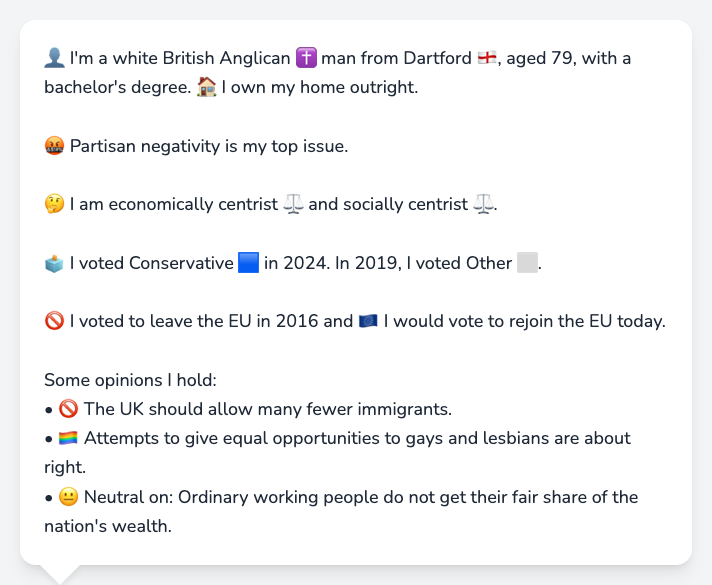 👤 I'm a white British Anglican ✝️ man from Dartford 🏴󠁧󠁢󠁥󠁮󠁧󠁿, aged 79, with a
bachelor's degree. 🏠 I own my home outright.
🤬 Partisan negativity is my top issue.
🤔 I am economically centrist ⚖️ and socially centrist ⚖️.
🗳️ I voted Conservative 🟦 in 2024. In 2019, I voted Other ⬜.
🚫 I voted to leave the EU in 2016 and 🇪🇺 I would vote to rejoin the EU today.
Some opinions I hold:
• 🚫 The UK should allow many fewer immigrants.
• 🏳️‍🌈 Attempts to give equal opportunities to gays and lesbians are about
right.
• 😐 Neutral on: Ordinary working people do not get their fair share of the
nation's wealth.